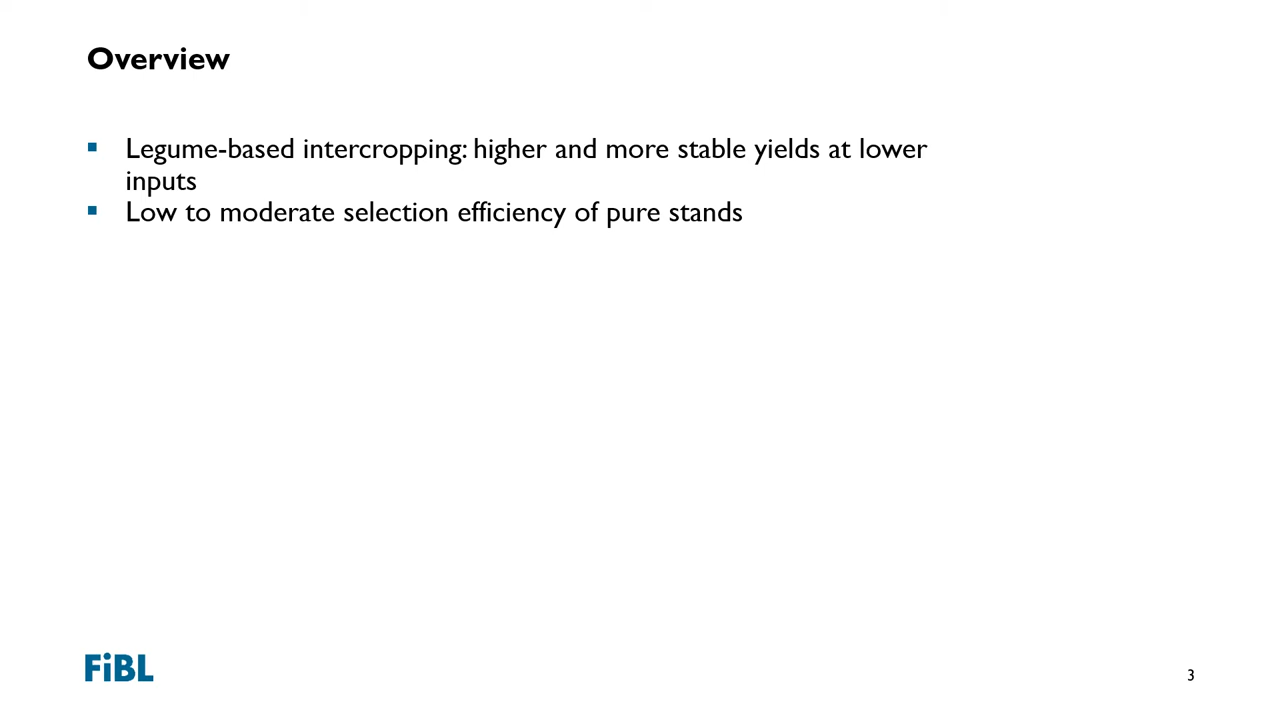 Overview
▪ Legume-based intercropping: higher and more stable yields at lower
inputs
▪ Low to moderate selection efficiency of pure stands
FiBL
3